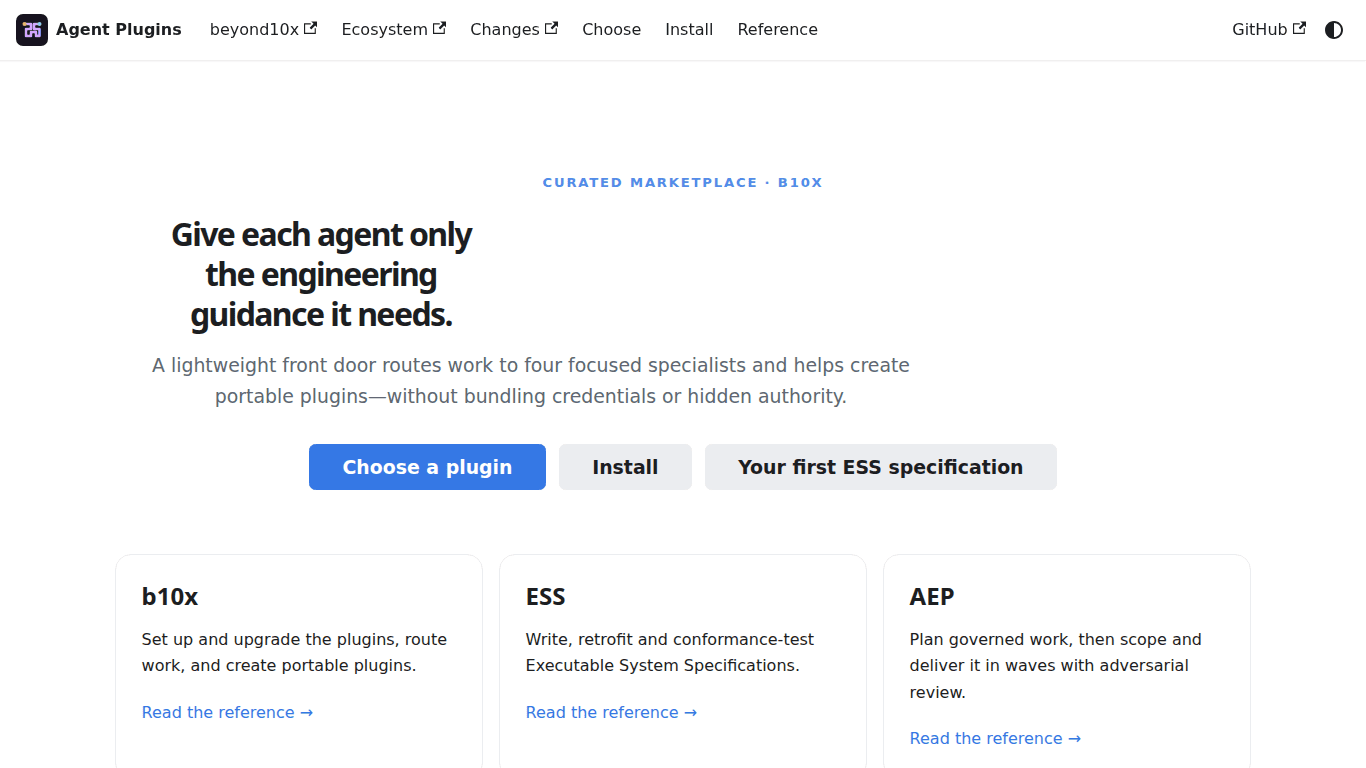 Agent Plugins beyond10x Ecosystem Changes Choose Install Reference GitHub
CURATED MARKETPLACE · B10X
Give each agent only
the engineering
guidance it needs.
A lightweight front door routes work to four focused specialists and helps create
portable plugins—without bundling credentials or hidden authority.
Choose a plugin Install Your first ESS specification
b10x
Set up and upgrade the plugins, route
work, and create portable plugins.
Read the reference →
ESS
Write, retrofit and conformance-test
Executable System Specifications.
Read the reference →
AEP
Plan governed work, then scope and
deliver it in waves with adversarial
review.
Read the reference →